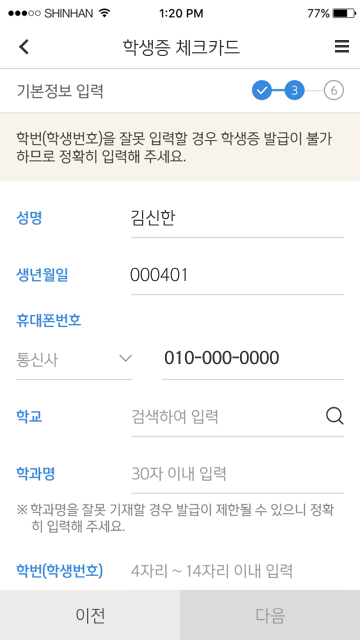 SHINHAN
1:20 PM
77%
학생증 체크카드
기본정보 입력
3
6
학번(학생번호)을 잘못 입력할 경우 학생증 발급이 불가
하므로 정확히 입력해 주세요.
성명
김신한
생년월일
000401
휴대폰번호
통신사
010-000-0000
학교
검색하여 입력
학과명
30자 이내 입력
※ 학과명을 잘못 기재할 경우 발급이 제한될 수 있으니 정확
히 입력해 주세요.
학번(학생번호)
4자리 ~ 14자리 이내 입력
이전
다음